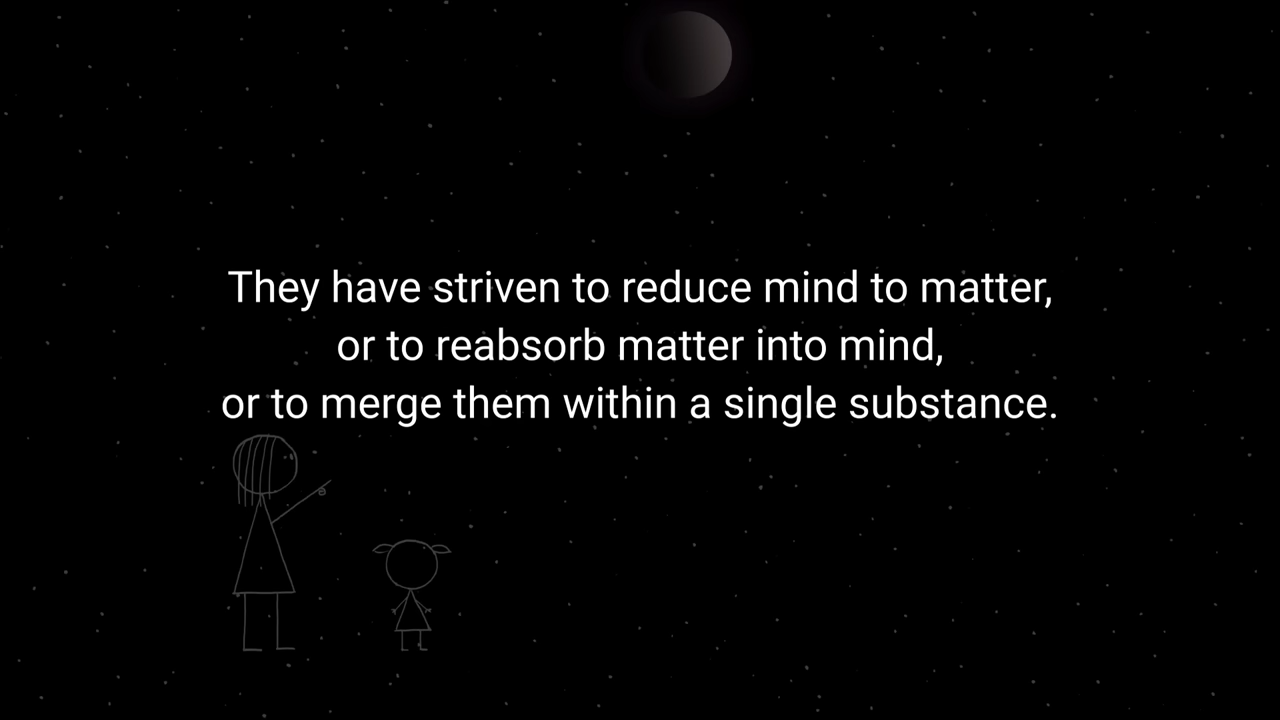 They have striven to reduce mind to matter,
or to reabsorb matter into mind,
or to merge them within a single substance.